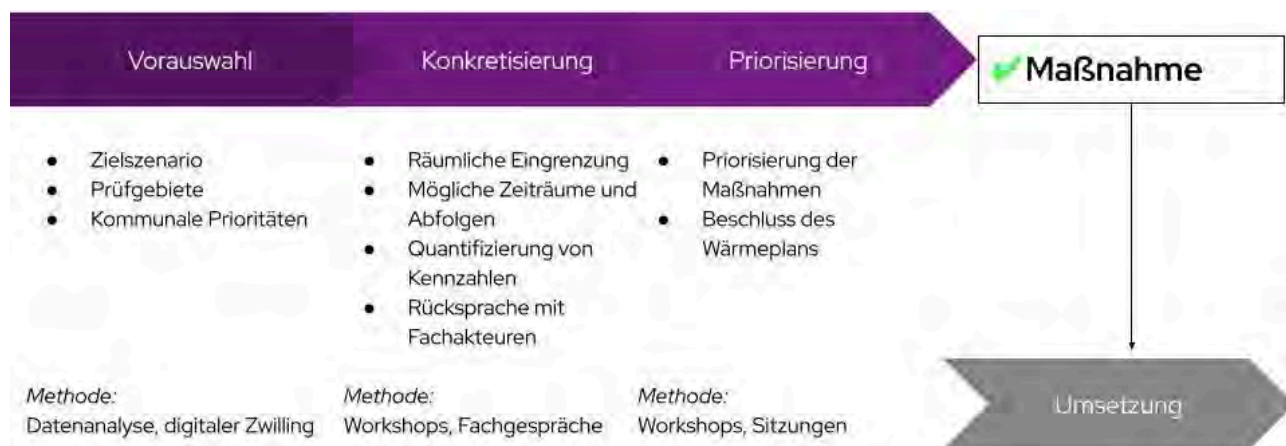 Vorauswahl
Konkretisierung
Priorisierung
Maßnahme
• Zielszenario
• Prüfgebiete
• Kommunale Prioritäten
• Räumliche Eingrenzung
• Mögliche Zeiträume und
Abfolgen
• Quantifizierung von
Kennzahlen
• Rücksprache mit
Fachakteuren
• Priorisierung der
Maßnahmen
• Beschluss des
Wärmeplans
Methode:
Datenanalyse, digitaler Zwilling
Methode:
Workshops, Fachgespräche
Methode:
Workshops, Sitzungen
Umsetzung